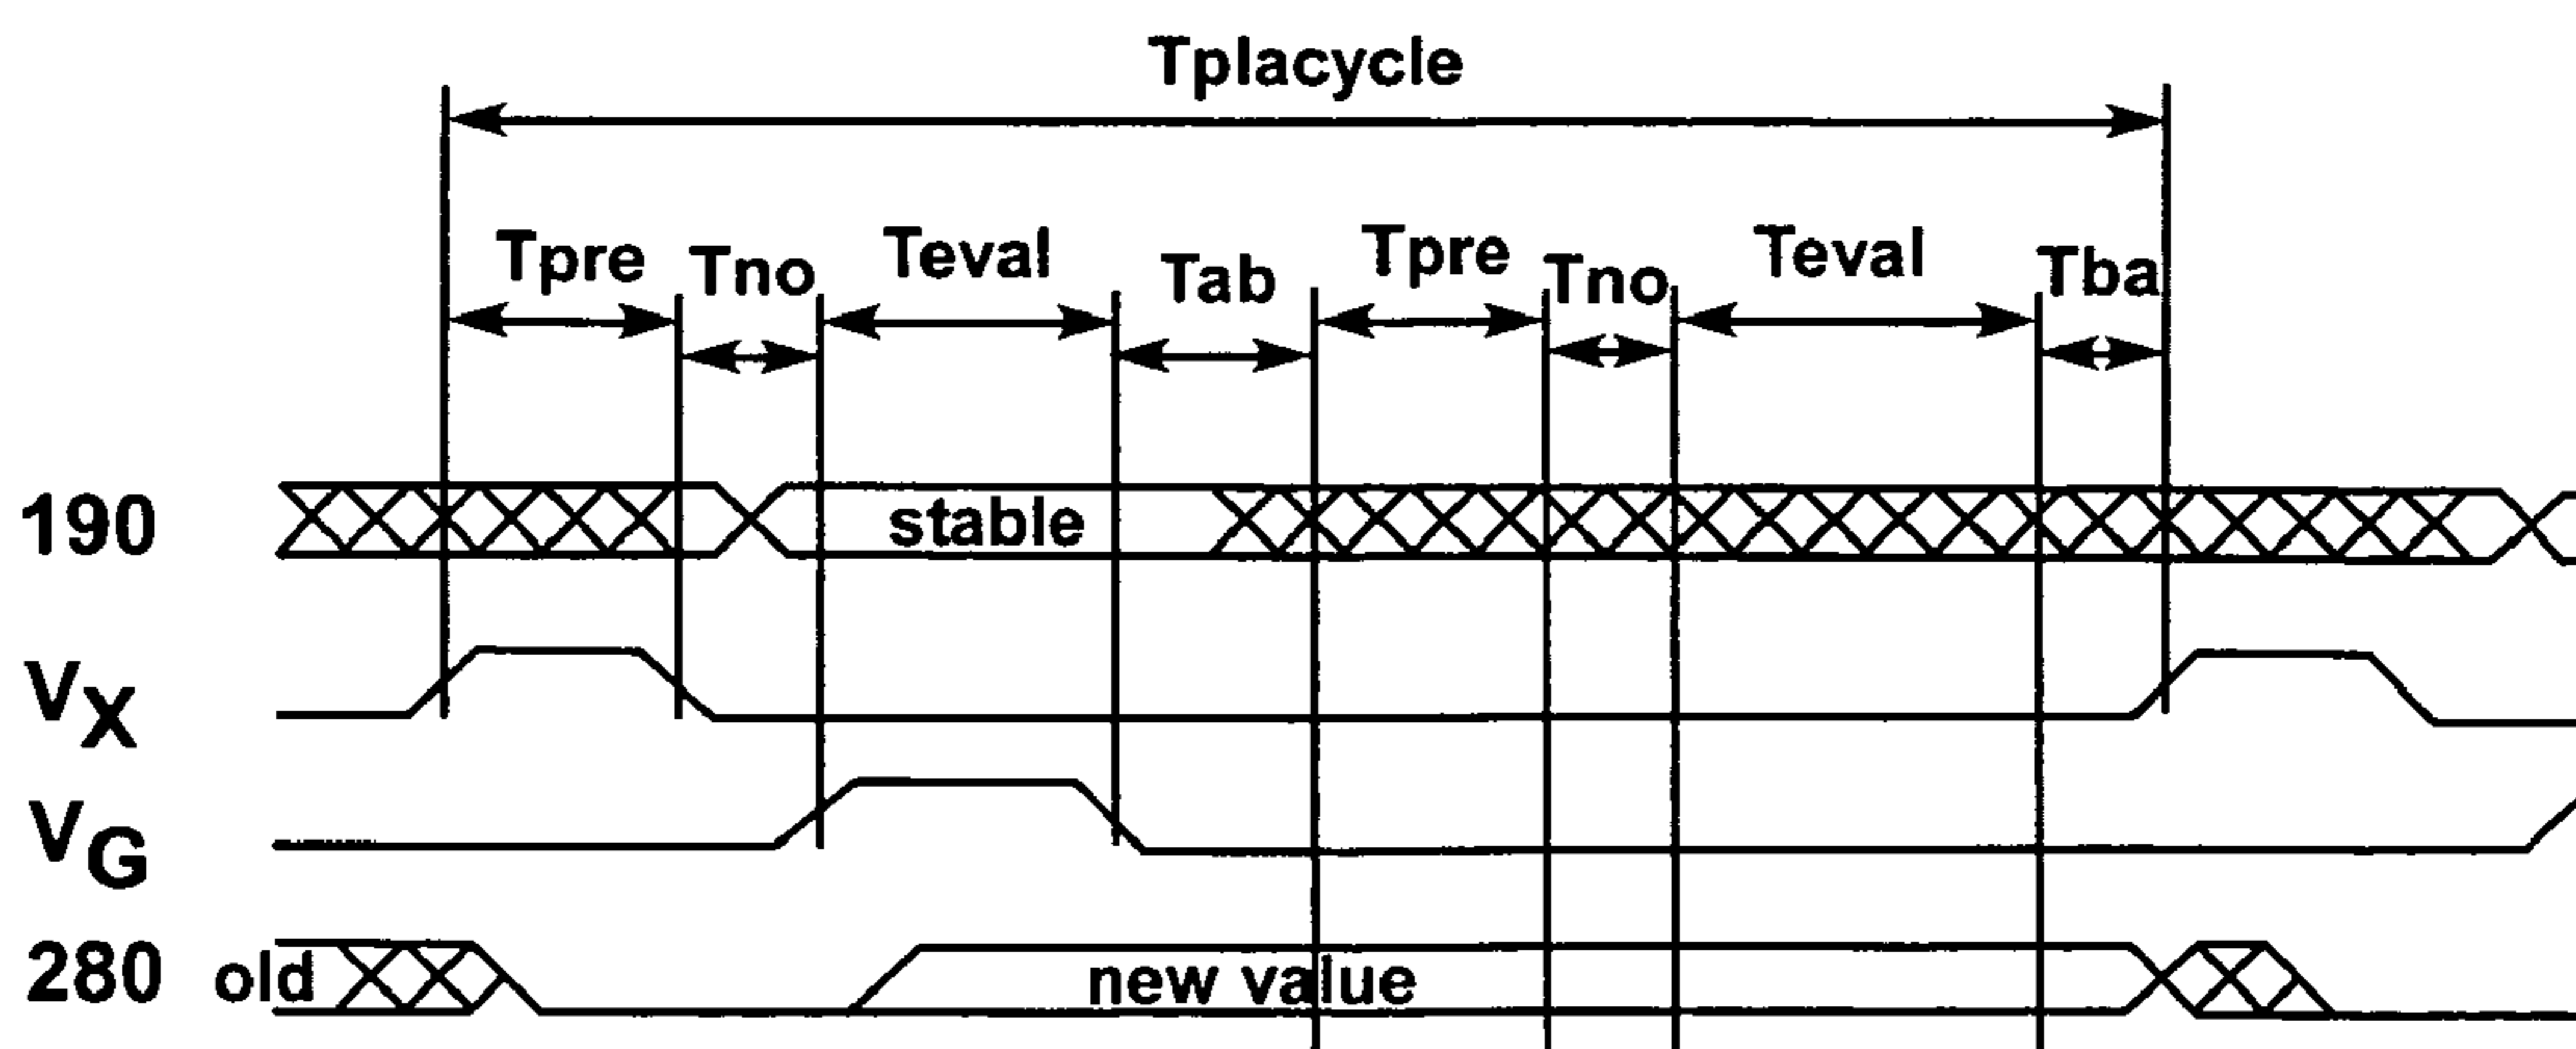 Tplacycle
Tpre Tno Teval Tab Tpre Tno Teval Tba
190 stable
VX
VG
280 old new value